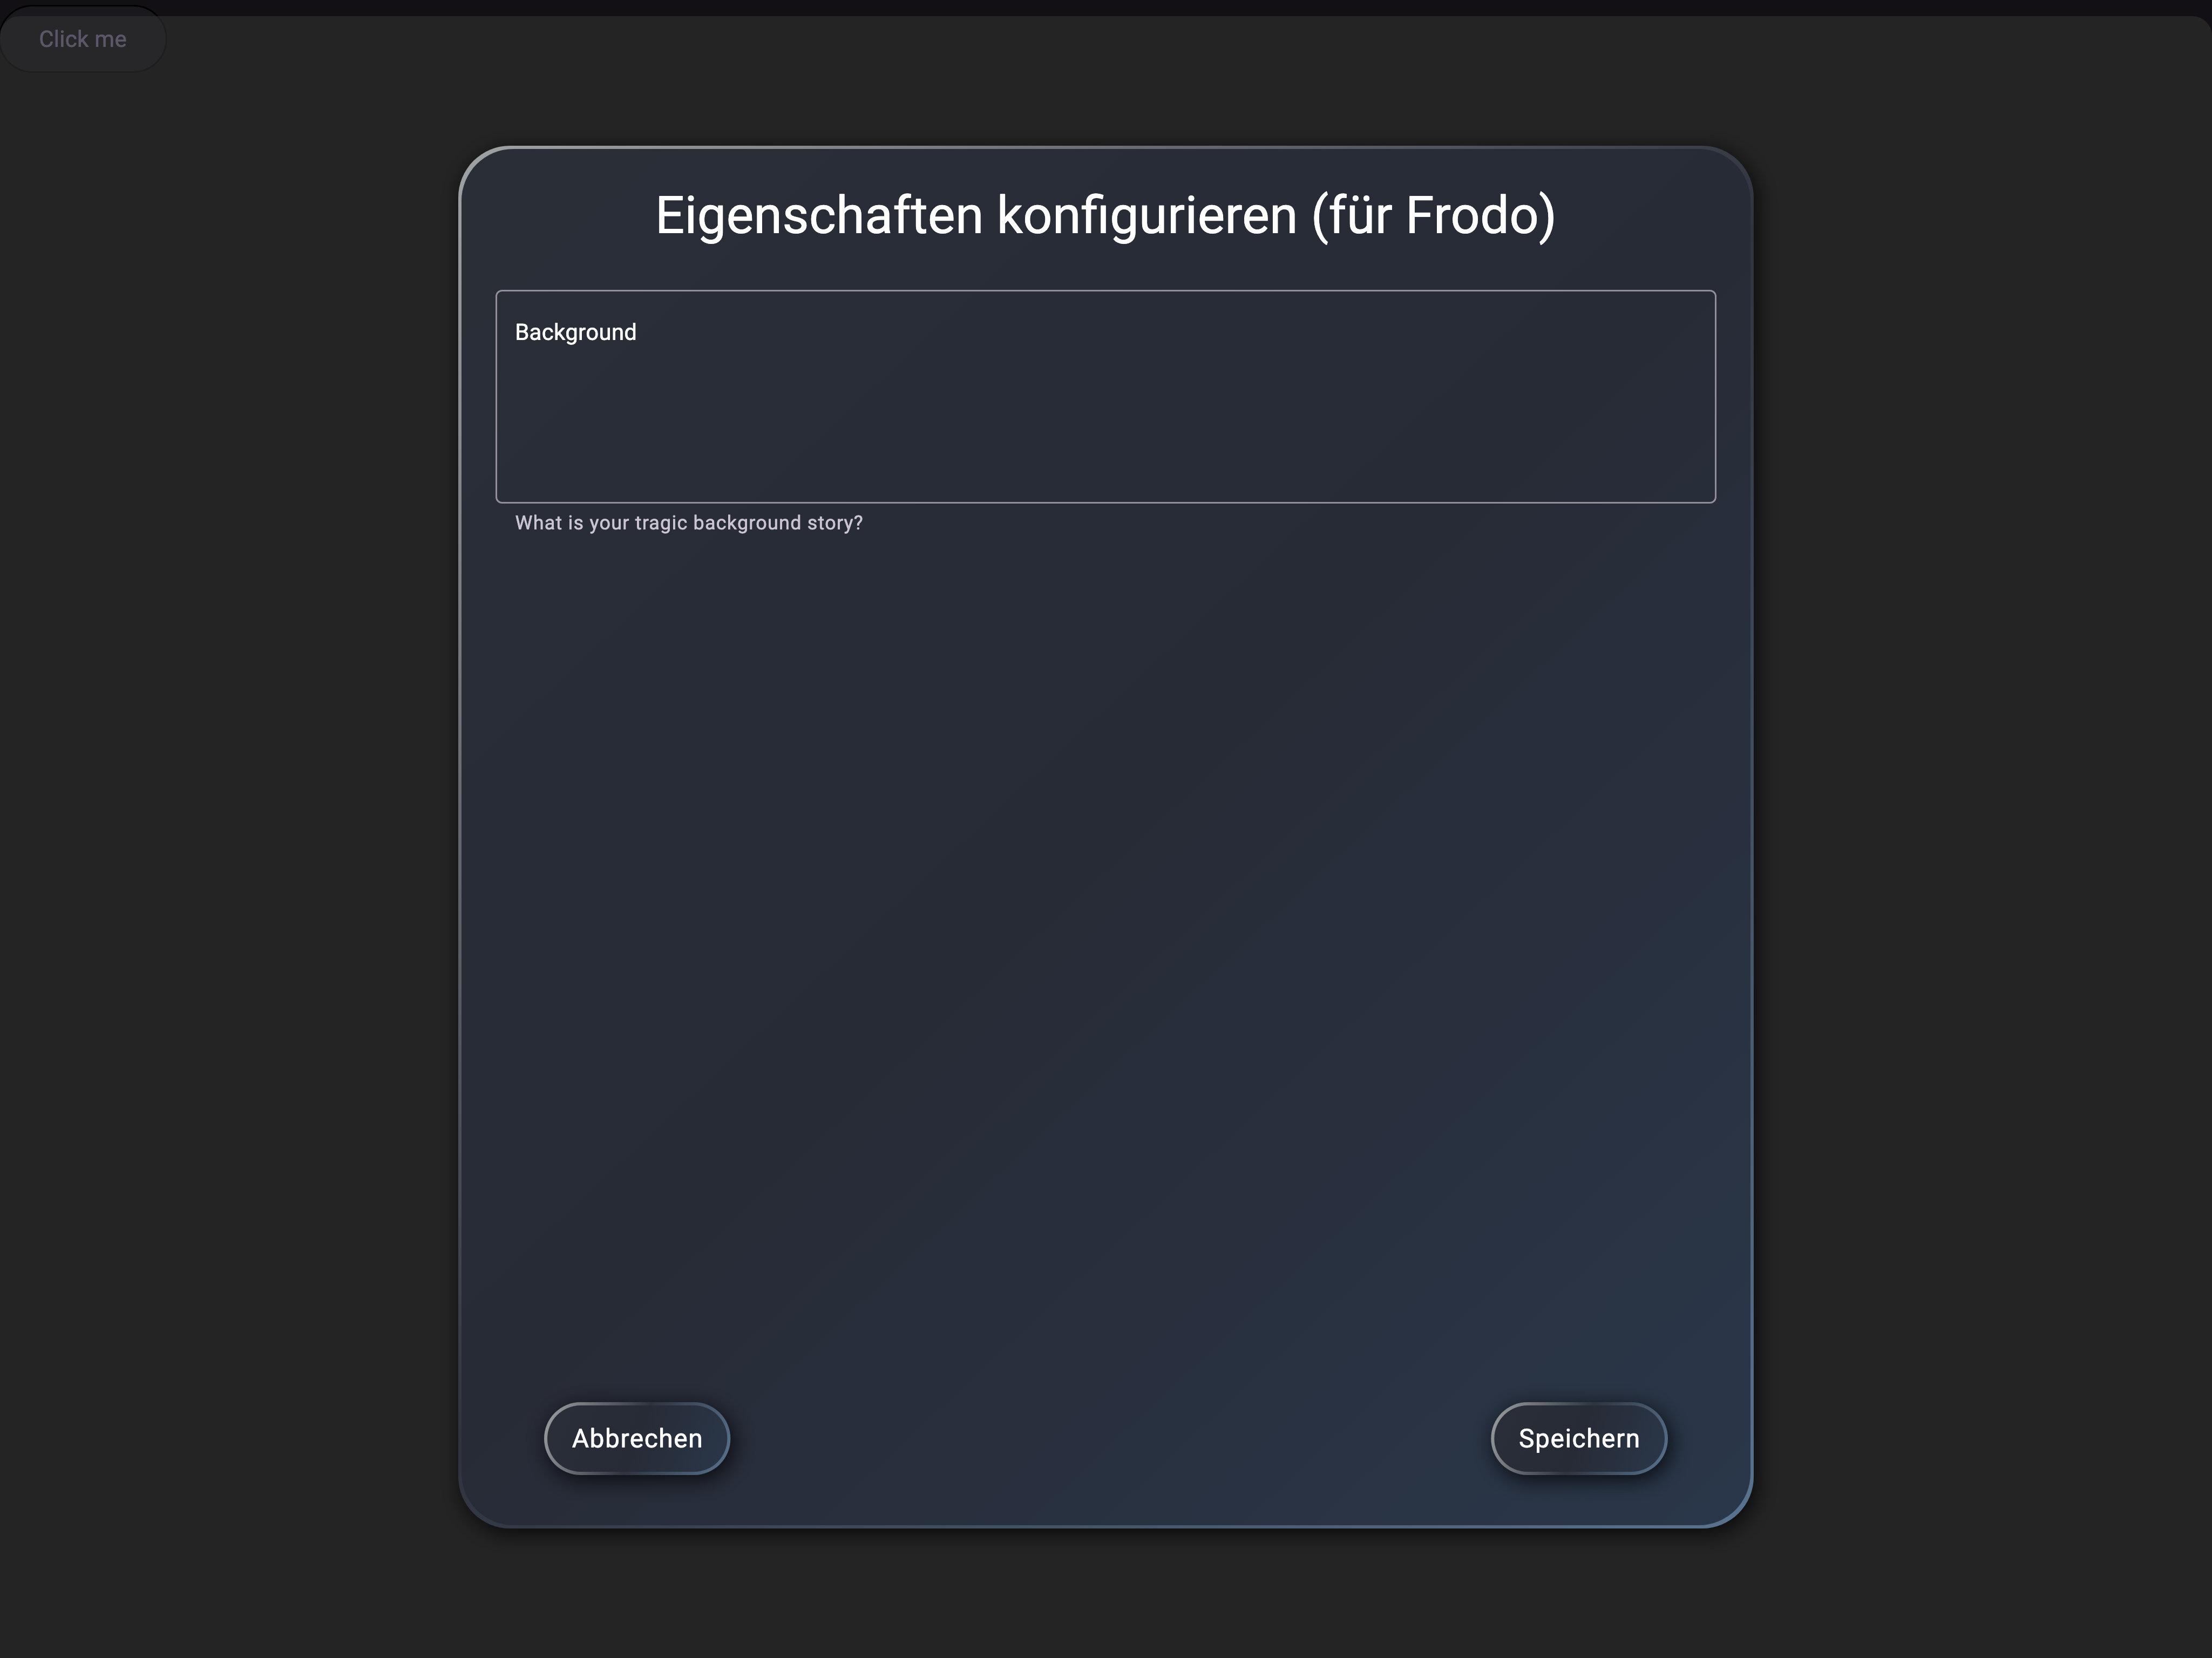 Click me
Eigenschaften konfigurieren (für Frodo)
Background
What is your tragic background story?
Abbrechen
Speichern